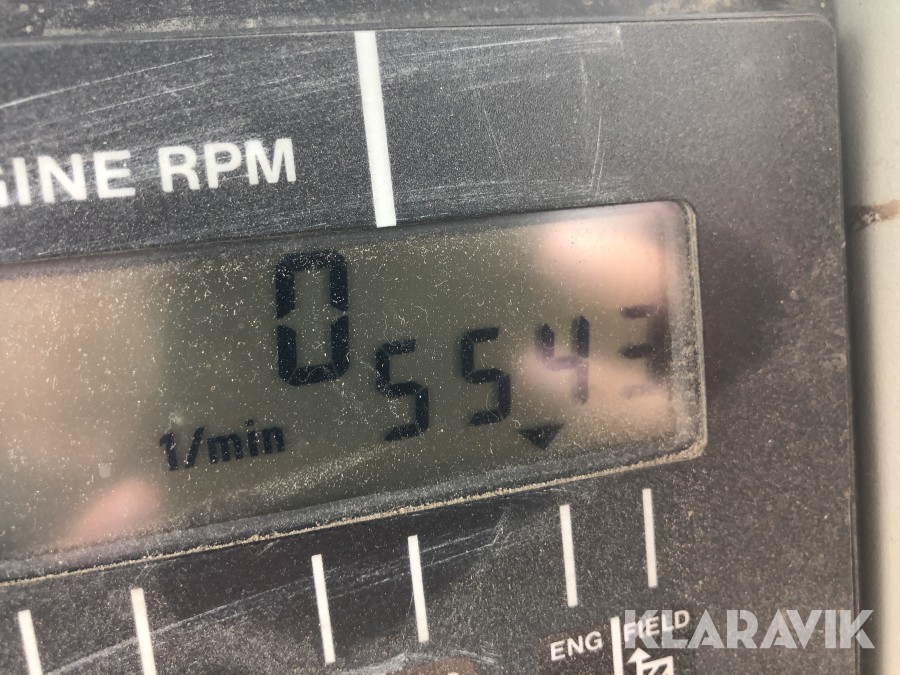 GINE RPM
0
5543
1/min
ENG FIELD
KLARAVIK